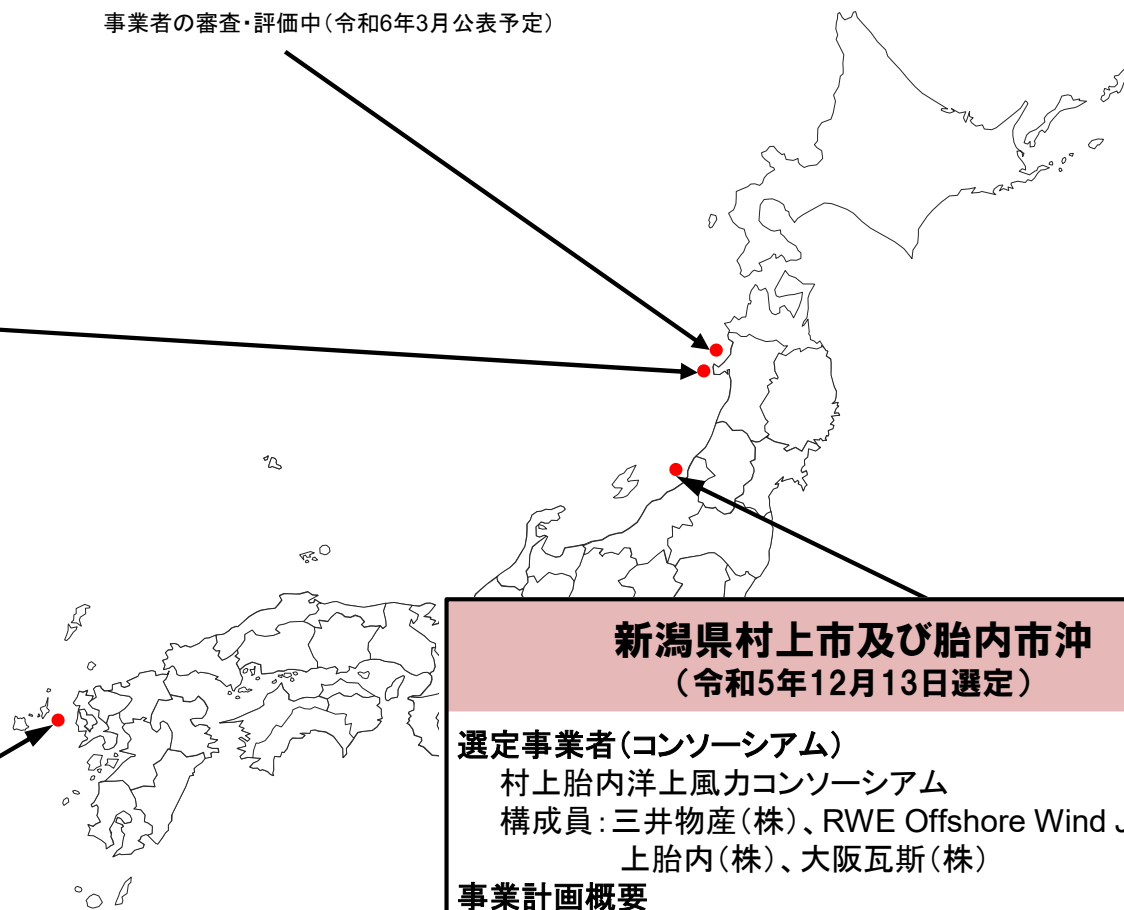 事業者の審査・評価中（令和6年3月公表予定）
新潟県村上市及び胎内市沖
（令和5年12月13日選定）
選定事業者（コンソーシアム）
村上胎内洋上風力コンソーシアム
構成員：三井物産（株）、RWE Offshore Wind J
上胎内（株）、大阪瓦斯（株）
事業計画概要